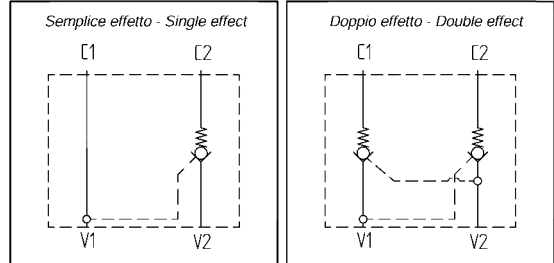 Semplice effetto - Single effect
C1 C2
V1 V2
Doppio effetto - Double effect
C1 C2
V1 V2